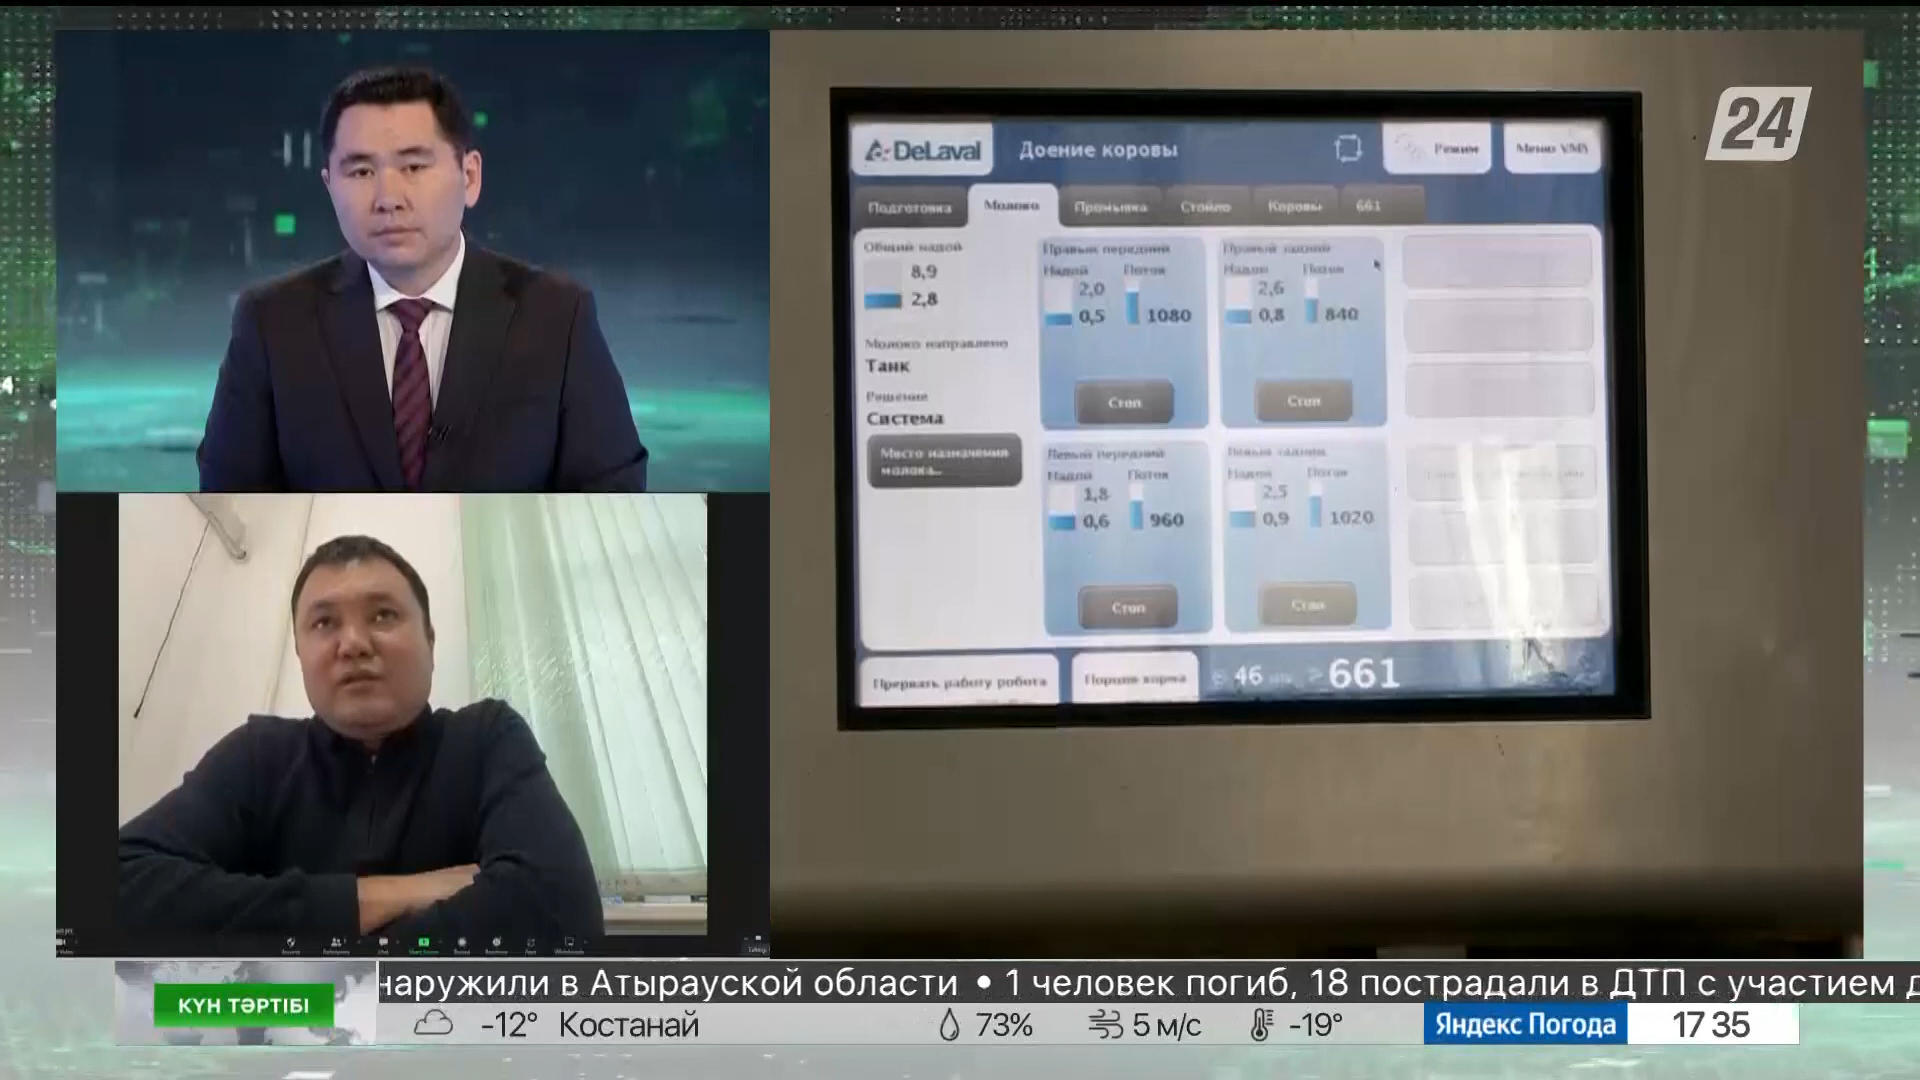 24
DeLaval
Доение коровы
Режим
Меню VMS
Подготовка
Молоко
Промывка
Стойло
Коровы
661
Общий надой
8,9
2,8
Молоко направлено
Танк
Решение
Система
Место назначения
молока...
Правый передний
Надой Поток
2,0
0,5 1080
Стоп
Правый задний
Надой Поток
2,6
0,8 840
Стоп
Левый передний
Надой Поток
1,8
0,6 960
Стоп
Левый задний
Надой Поток
2,5
0,9 1020
Стоп
Прервать работу робота
Порция корма
46
661
КҮН ТӘРТІБІ
наружили в Атырауской области • 1 человек погиб, 18 пострадали в ДТП с участием д
-12° Костанай 73% 5 м/с -19° Яндекс Погода 17 35